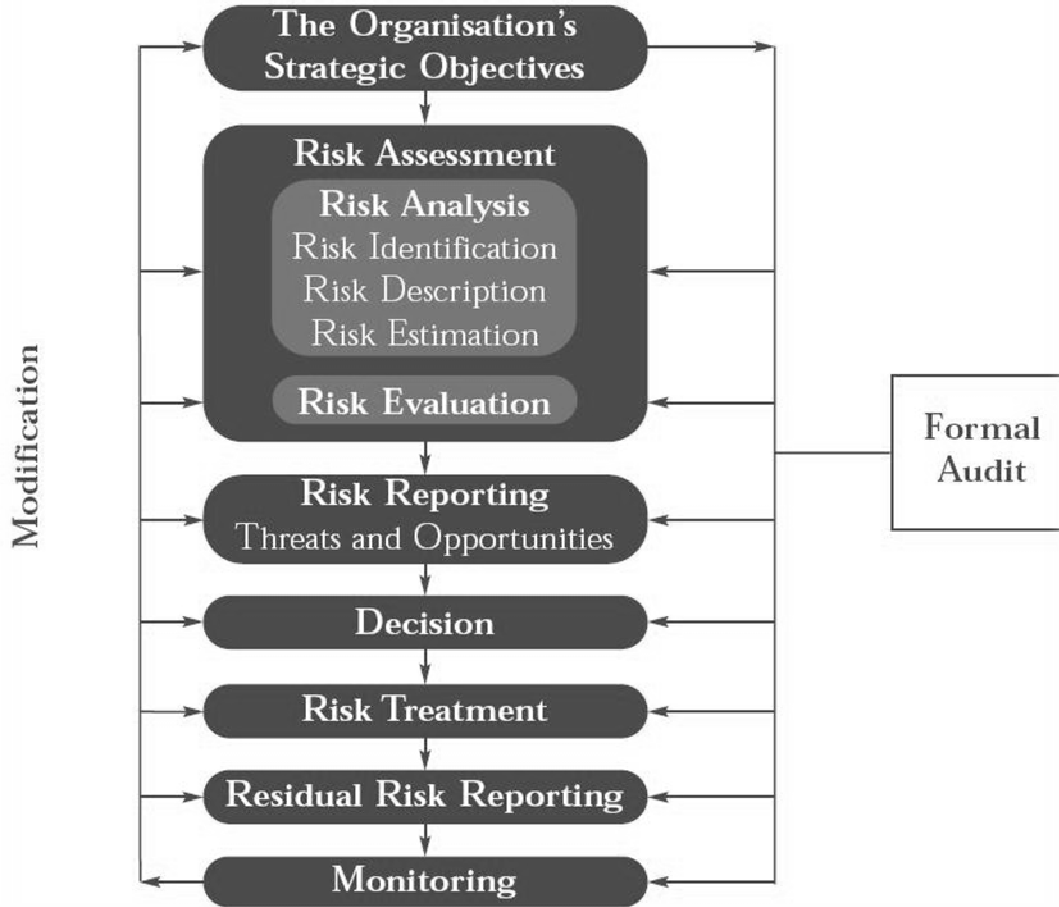 The Organisation's
Strategic Objectives
Risk Assessment
Risk Analysis
Risk Identification
Risk Description
Risk Estimation
Risk Evaluation
Risk Reporting
Threats and Opportunities
Decision
Risk Treatment
Residual Risk Reporting
Monitoring
Modification
Formal
Audit